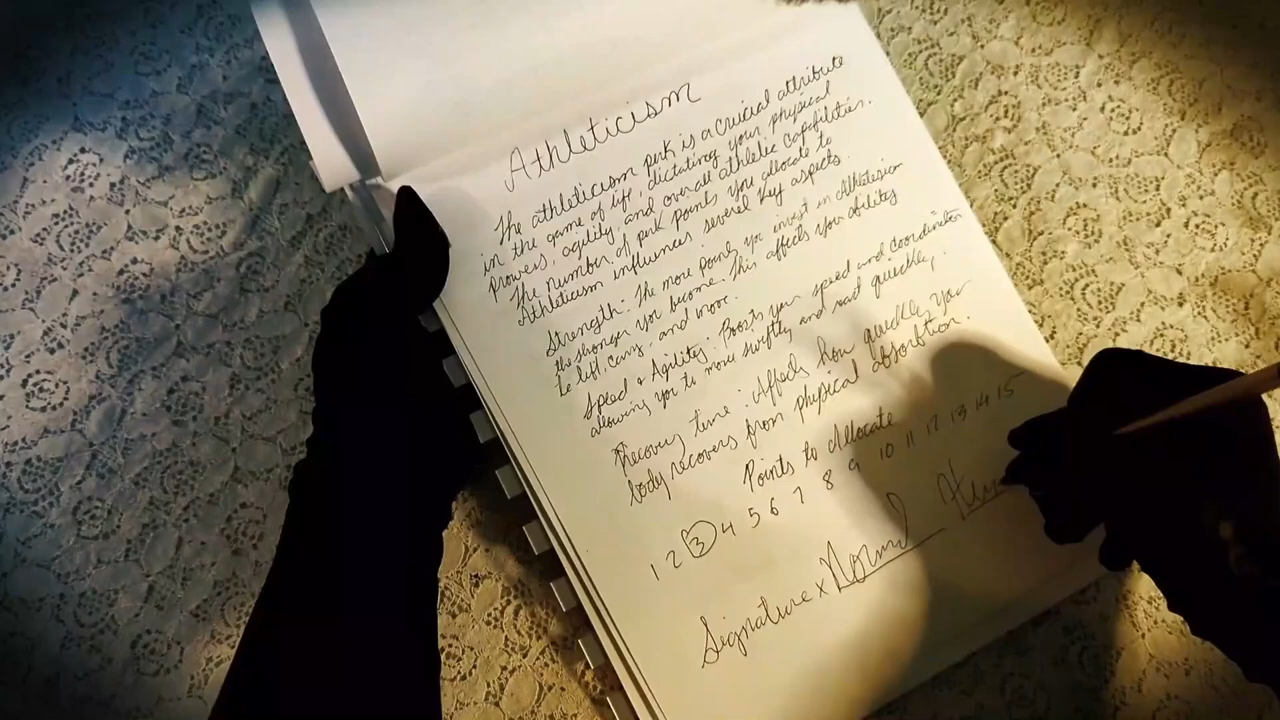 Athleticism
The athleticism perk is a crucial attribute
in the game of life, dictating your physical
prowess, agility, and over all athletic capabilities.
The number of perk points you allocate to
Athleticism influences several key aspects.
Strength: The more points you invest in Athleticism
the stronger you become. This affects your ability
to lift, carry, and more.
Speed & Agility: Boosts your speed and coordination
allowing you to move swiftly and react quickly.
Recovery time: Affects how quickly you
body recovers from physical absorbtion.
Points to Allocate
1 2 3 4 5 6 7 8 9 10 11 12 13 14 15
Signature x Normd